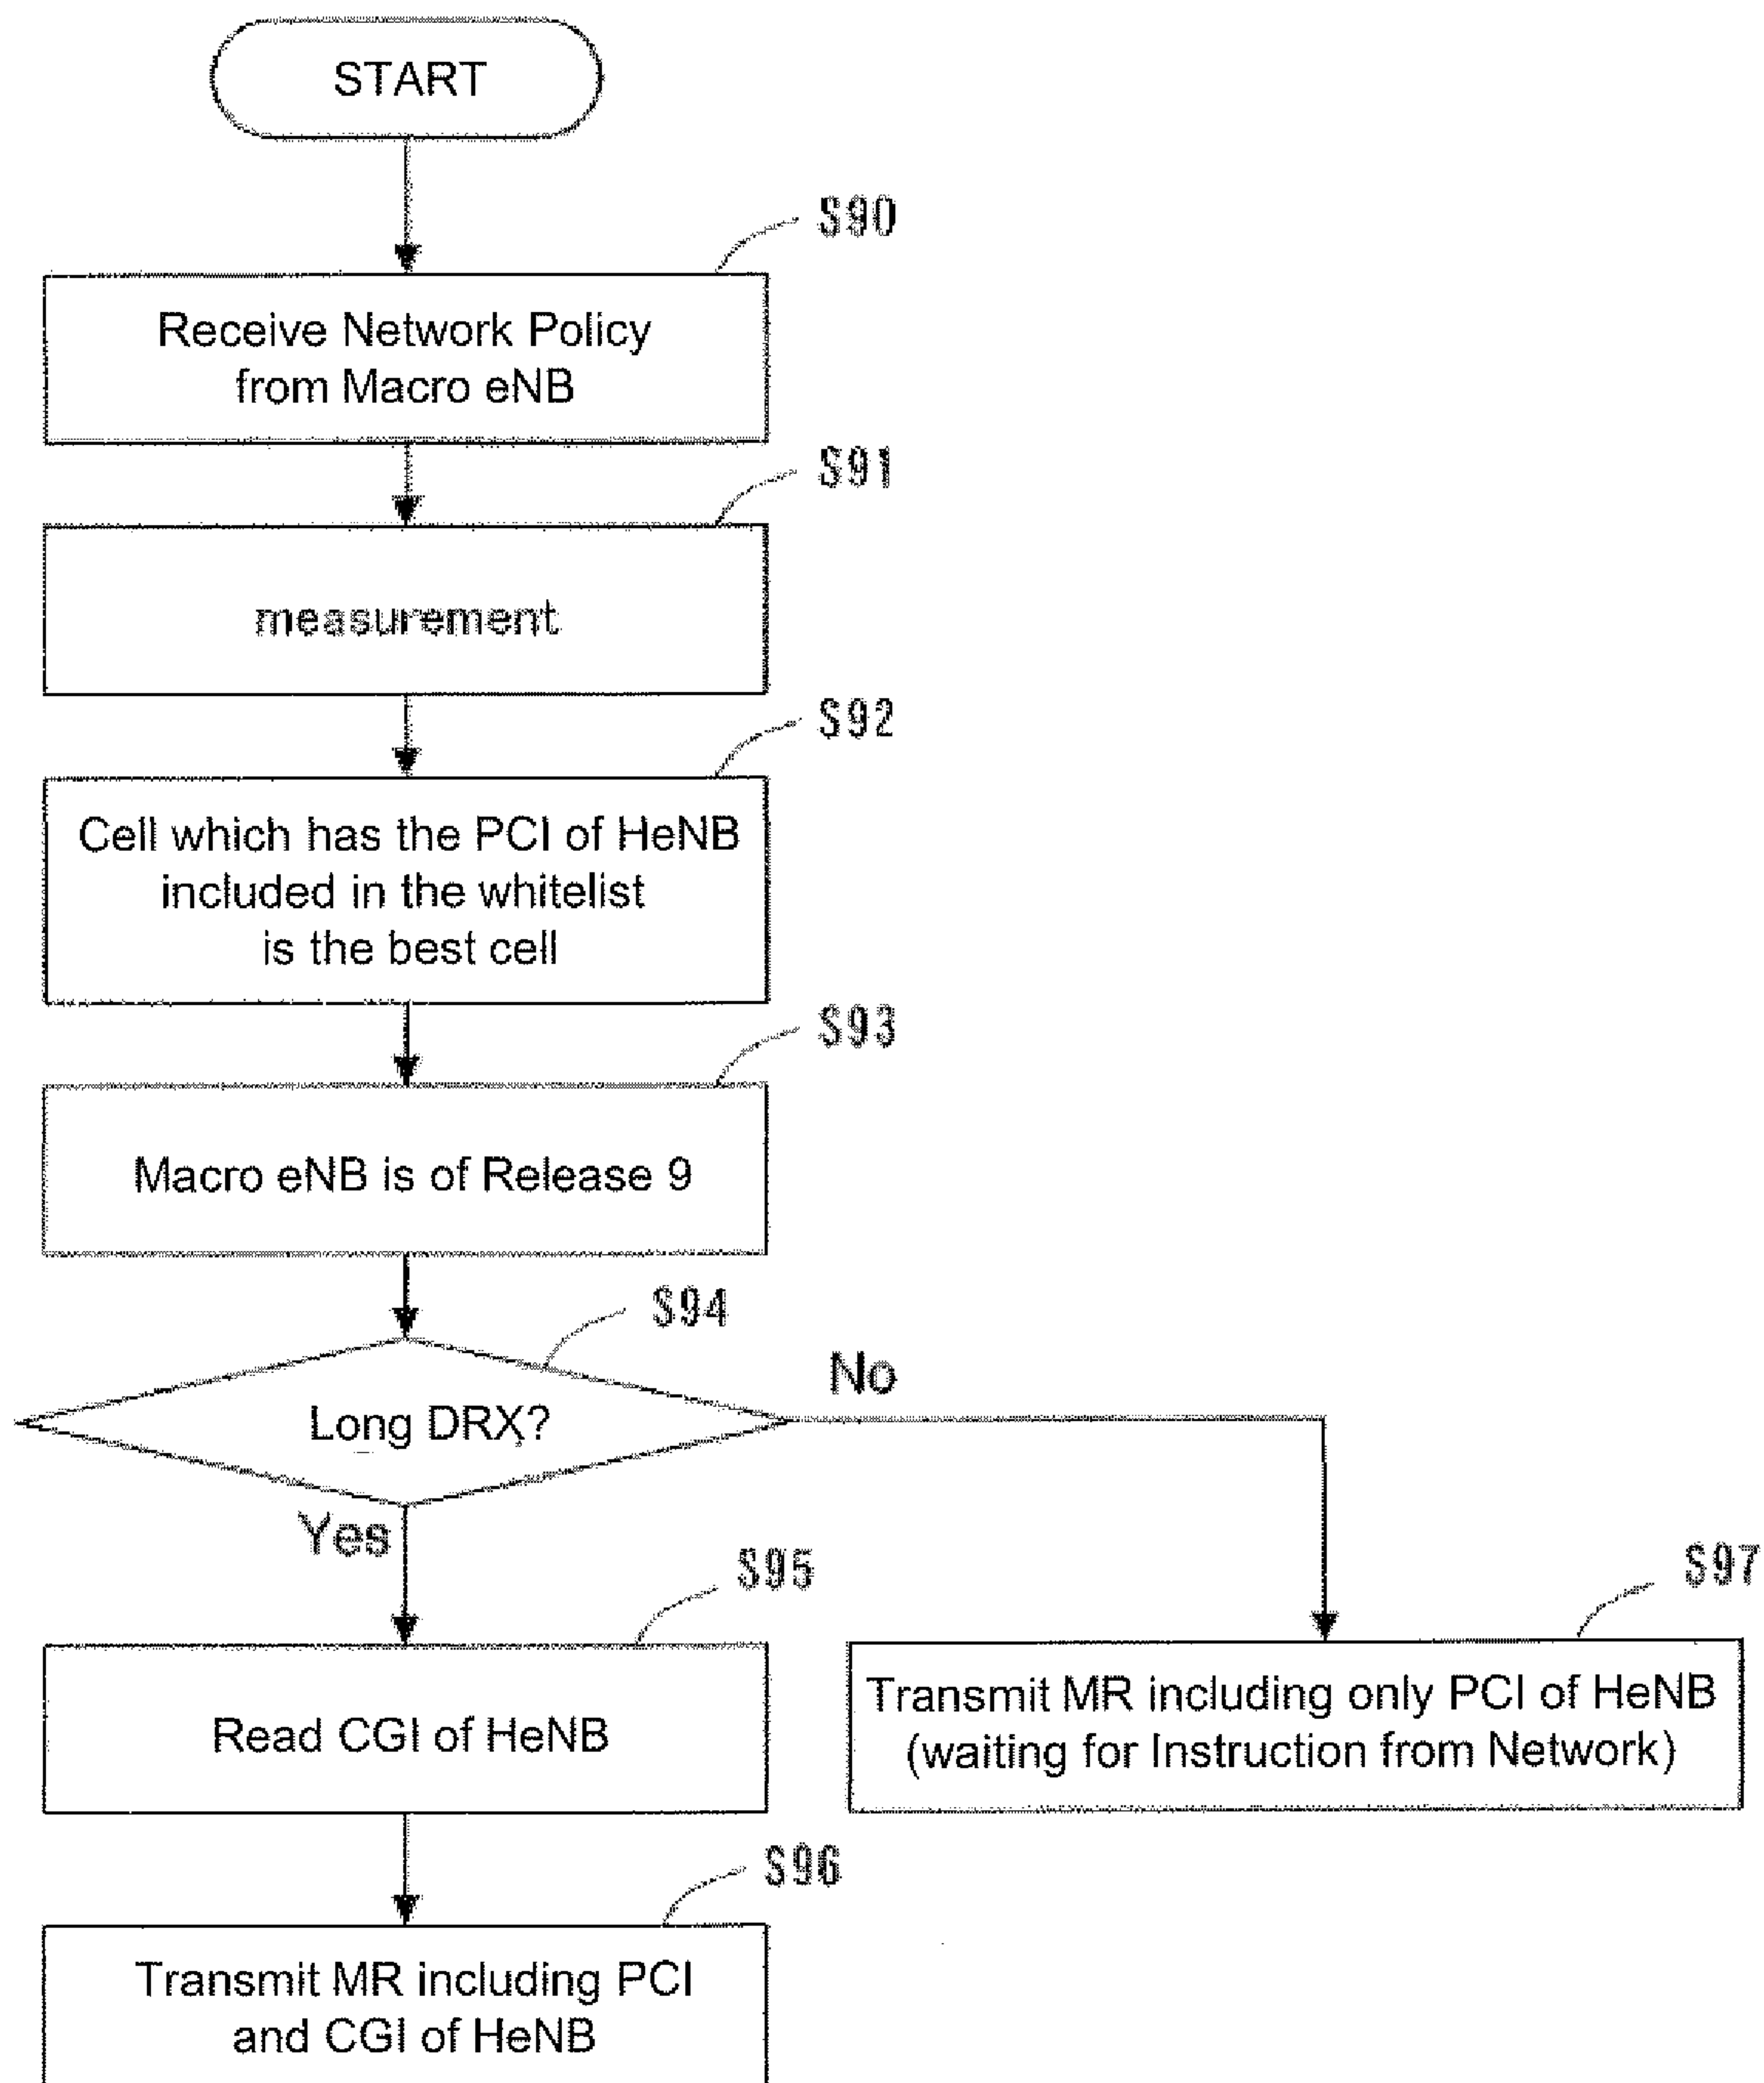 START
S90
Receive Network Policy
from Macro eNB
S91
measurement
S92
Cell which has the PCI of HeNB
included in the whitelist
is the best cell
S93
Macro eNB is of Release 9
S94
Long DRX?
No
Yes
S95
Read CGI of HeNB
S97
Transmit MR including only PCI of HeNB
(waiting for Instruction from Network)
S96
Transmit MR including PCI
and CGI of HeNB